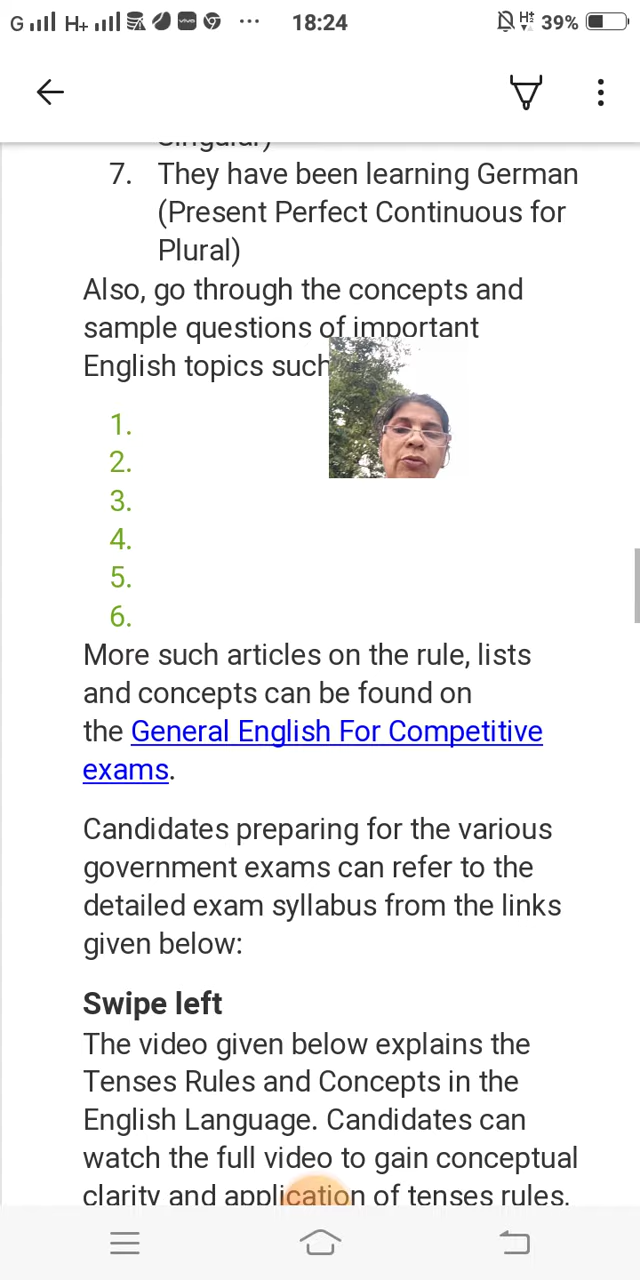 G H+ vivo ... 18:24 H+ 39%
Singular)
7. They have been learning German
(Present Perfect Continuous for
Plural)
Also, go through the concepts and
sample questions of important
English topics such
1.
2.
3.
4.
5.
6.
More such articles on the rule, lists
and concepts can be found on
the General English For Competitive
exams.
Candidates preparing for the various
government exams can refer to the
detailed exam syllabus from the links
given below:
Swipe left
The video given below explains the
Tenses Rules and Concepts in the
English Language. Candidates can
watch the full video to gain conceptual
clarity and application of tenses rules.